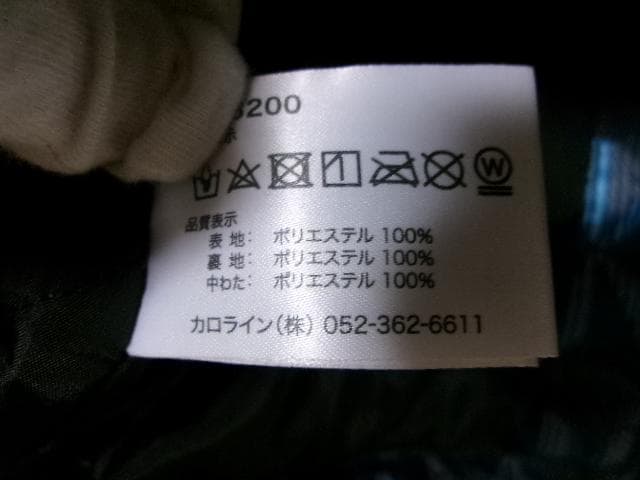 200
品質表示
表 地: ポリエステル 100%
裏 地: ポリエステル 100%
中わた: ポリエステル 100%
カロライン(株) 052-362-6611